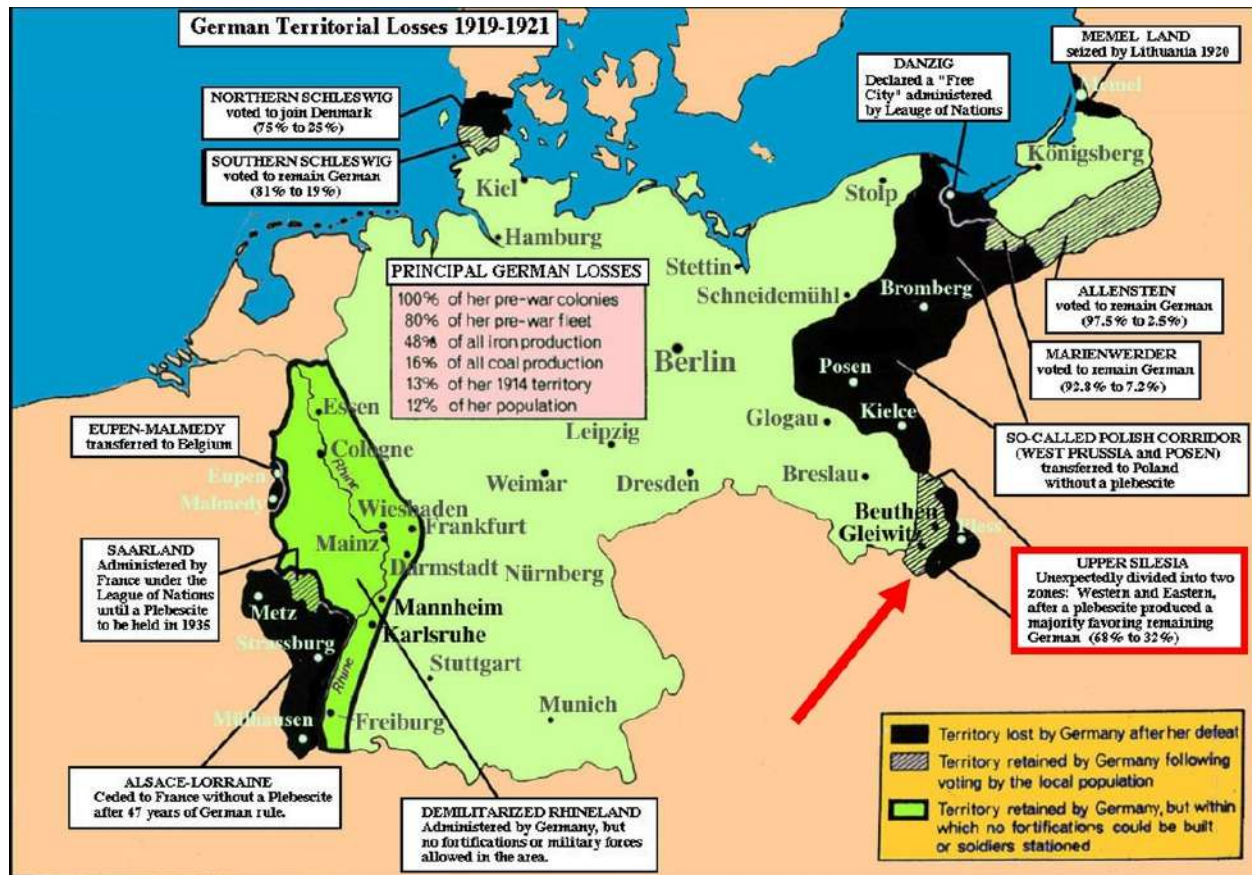 German Territorial Losses 1919-1921
MEMEL LAND
seized by Lithuania 1920
Memel
DANZIG
Declared a "Free
City" administered
by Leauge of Nations
NORTHERN SCHLESWIG
voted to join Denmark
(75% to 25%)
SOUTHERN SCHLESWIG
voted to remain German
(81% to 19%)
Königsberg
Kiel
Stolp
Hamburg
Stettin
Schneidemühl
Bromberg
PRINCIPAL GERMAN LOSSES
100% of her pre-war colonies
80% of her pre-war fleet
48% of all iron production
16% of all coal production
13% of her 1914 territory
12% of her population
ALLENSTEIN
voted to remain German
(97.5% to 2.5%)
Berlin
MARIENWERDER
voted to remain German
(92.8% to 7.2%)
Posen
Kielce
Essen
Glogau
Leipzig
EUPEN-MALMEDY
transferred to Belgium
Cologne
Rhine
SO-CALLED POLISH CORRIDOR
(WEST PRUSSIA and POSEN)
transferred to Poland
without a plebescite
Eupen
Malmedy
Weimar
Dresden
Breslau
Wiesbaden
Frankfurt
Mainz
Beuthen
Gleiwitz
Pless
SAARLAND
Administered by
France under the
League of Nations
until a Plebescite
to be held in 1935
Darmstadt
Nürnberg
UPPER SILESIA
Unexpectedly divided into two
zones: Western and Eastern,
after a plebescite produced a
majority favoring remaining
German (68% to 32%)
Metz
Mannheim
Karlsruhe
Strassburg
Stuttgart
Rhine
Munich
Mülhausen
Freiburg
ALSACE-LORRAINE
Ceded to France without a Plebescite
after 47 years of German rule.
DEMILITARIZED RHINELAND
Administered by Germany, but
no fortifications or military forces
allowed in the area.
Territory lost by Germany after her defeat
Territory retained by Germany following
voting by the local population
Territory retained by Germany, but within
which no fortifications could be built
or soldiers stationed